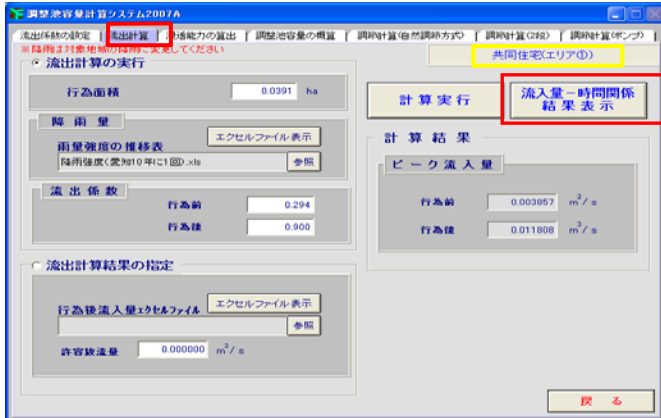 調整池容量計算システム2007A
流出係数の設定 流出計算 浸透能力の算出 調整池容量の概算 調節計算(自然調節方式) 調節計算(2段) 調節計算(ポンプ)
※降雨は対象地域の降雨に変更してください
共同住宅(エリア①)
流出計算の実行
行為面積 0.0391 ha
降雨量
雨量強度の推移表 エクセルファイル表示
降雨強度(愛知10年に1回).xls 参照
流出係数
行為前 0.294
行為後 0.900
流出計算結果の指定
行為後流入量エクセルファイル エクセルファイル表示
参照
許容放流量 0.000000 m³/s
計算実行
流入量-時間関係
結果表示
計算結果
ピーク流入量
行為前 0.003857 m³/s
行為後 0.011808 m³/s
戻る